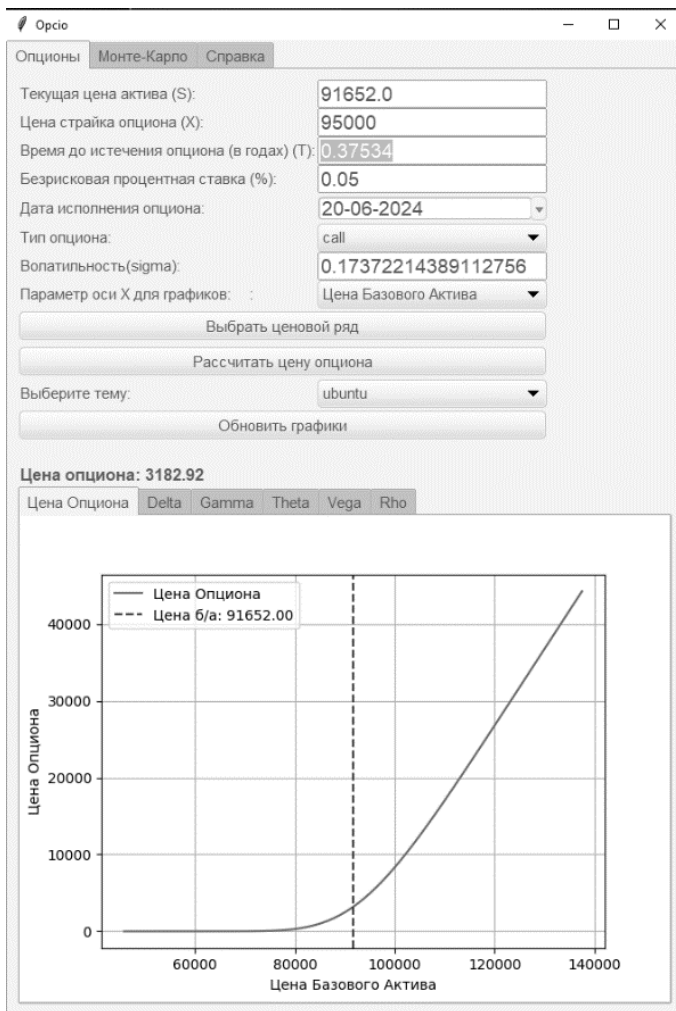 Opcio
Опционы Монте-Карло Справка
Текущая цена актива (S): 91652.0
Цена страйка опциона (X): 95000
Время до истечения опциона (в годах) (T): 0.37534
Безрисковая процентная ставка (%): 0.05
Дата исполнения опциона: 20-06-2024
Тип опциона: call
Волатильность(sigma): 0.17372214389112756
Параметр оси X для графиков: : Цена Базового Актива
Выбрать ценовой ряд
Рассчитать цену опциона
Выберите тему: ubuntu
Обновить графики
Цена опциона: 3182.92
Цена Опциона Delta Gamma Theta Vega Rho
Цена Опциона
Цена б/а: 91652.00
40000
30000
20000
10000
0
Цена Опциона
60000 80000 100000 120000 140000
Цена Базового Актива